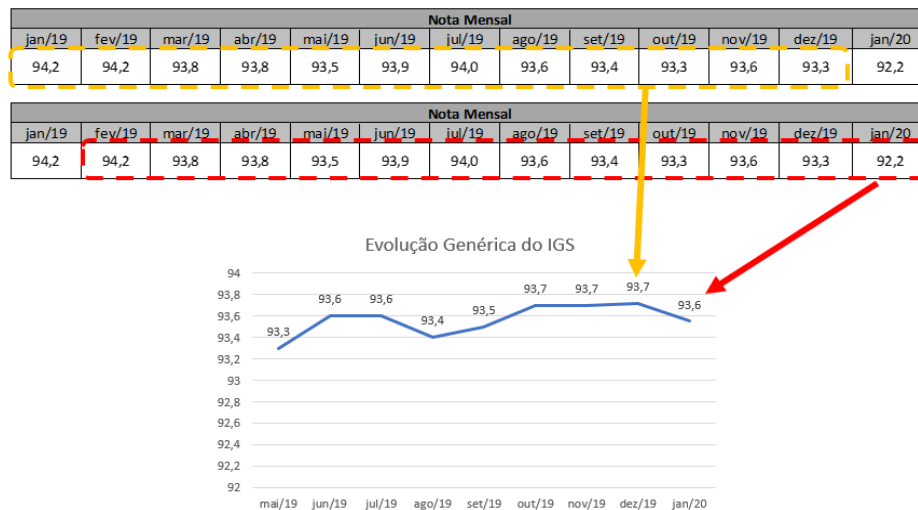 Nota Mensal
jan/19 fev/19 mar/19 abr/19 mai/19 jun/19 jul/19 ago/19 set/19 out/19 nov/19 dez/19 jan/20
94,2 94,2 93,8 93,8 93,5 93,9 94,0 93,6 93,4 93,3 93,6 93,3 92,2
Nota Mensal
jan/19 fev/19 mar/19 abr/19 mai/19 jun/19 jul/19 ago/19 set/19 out/19 nov/19 dez/19 jan/20
94,2 94,2 93,8 93,8 93,5 93,9 94,0 93,6 93,4 93,3 93,6 93,3 92,2
Evolução Genérica do IGS
94
93,8
93,6
93,4
93,2
93
92,8
92,6
92,4
92,2
92
93,3 93,6 93,6 93,4 93,5 93,7 93,7 93,7 93,6
mai/19 jun/19 jul/19 ago/19 set/19 out/19 nov/19 dez/19 jan/20